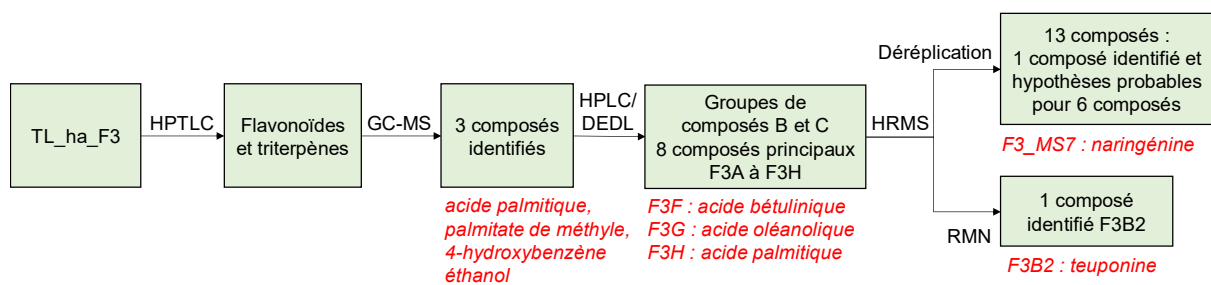 TL_ha_F3
HPTLC
Flavonoïdes
et triterpènes
GC-MS
3 composés
identifiés
acide palmitique,
palmitate de méthyle,
4-hydroxybenzène
éthanol
HPLC/
DEDL
Groupes de
composés B et C
8 composés principaux
F3A à F3H
F3F : acide bétulinique
F3G : acide oléanolique
F3H : acide palmitique
HRMS
Déréplication
13 composés :
1 composé identifié et
hypothèses probables
pour 6 composés
F3_MS7 : naringénine
RMN
1 composé
identifié F3B2
F3B2 : teuponine